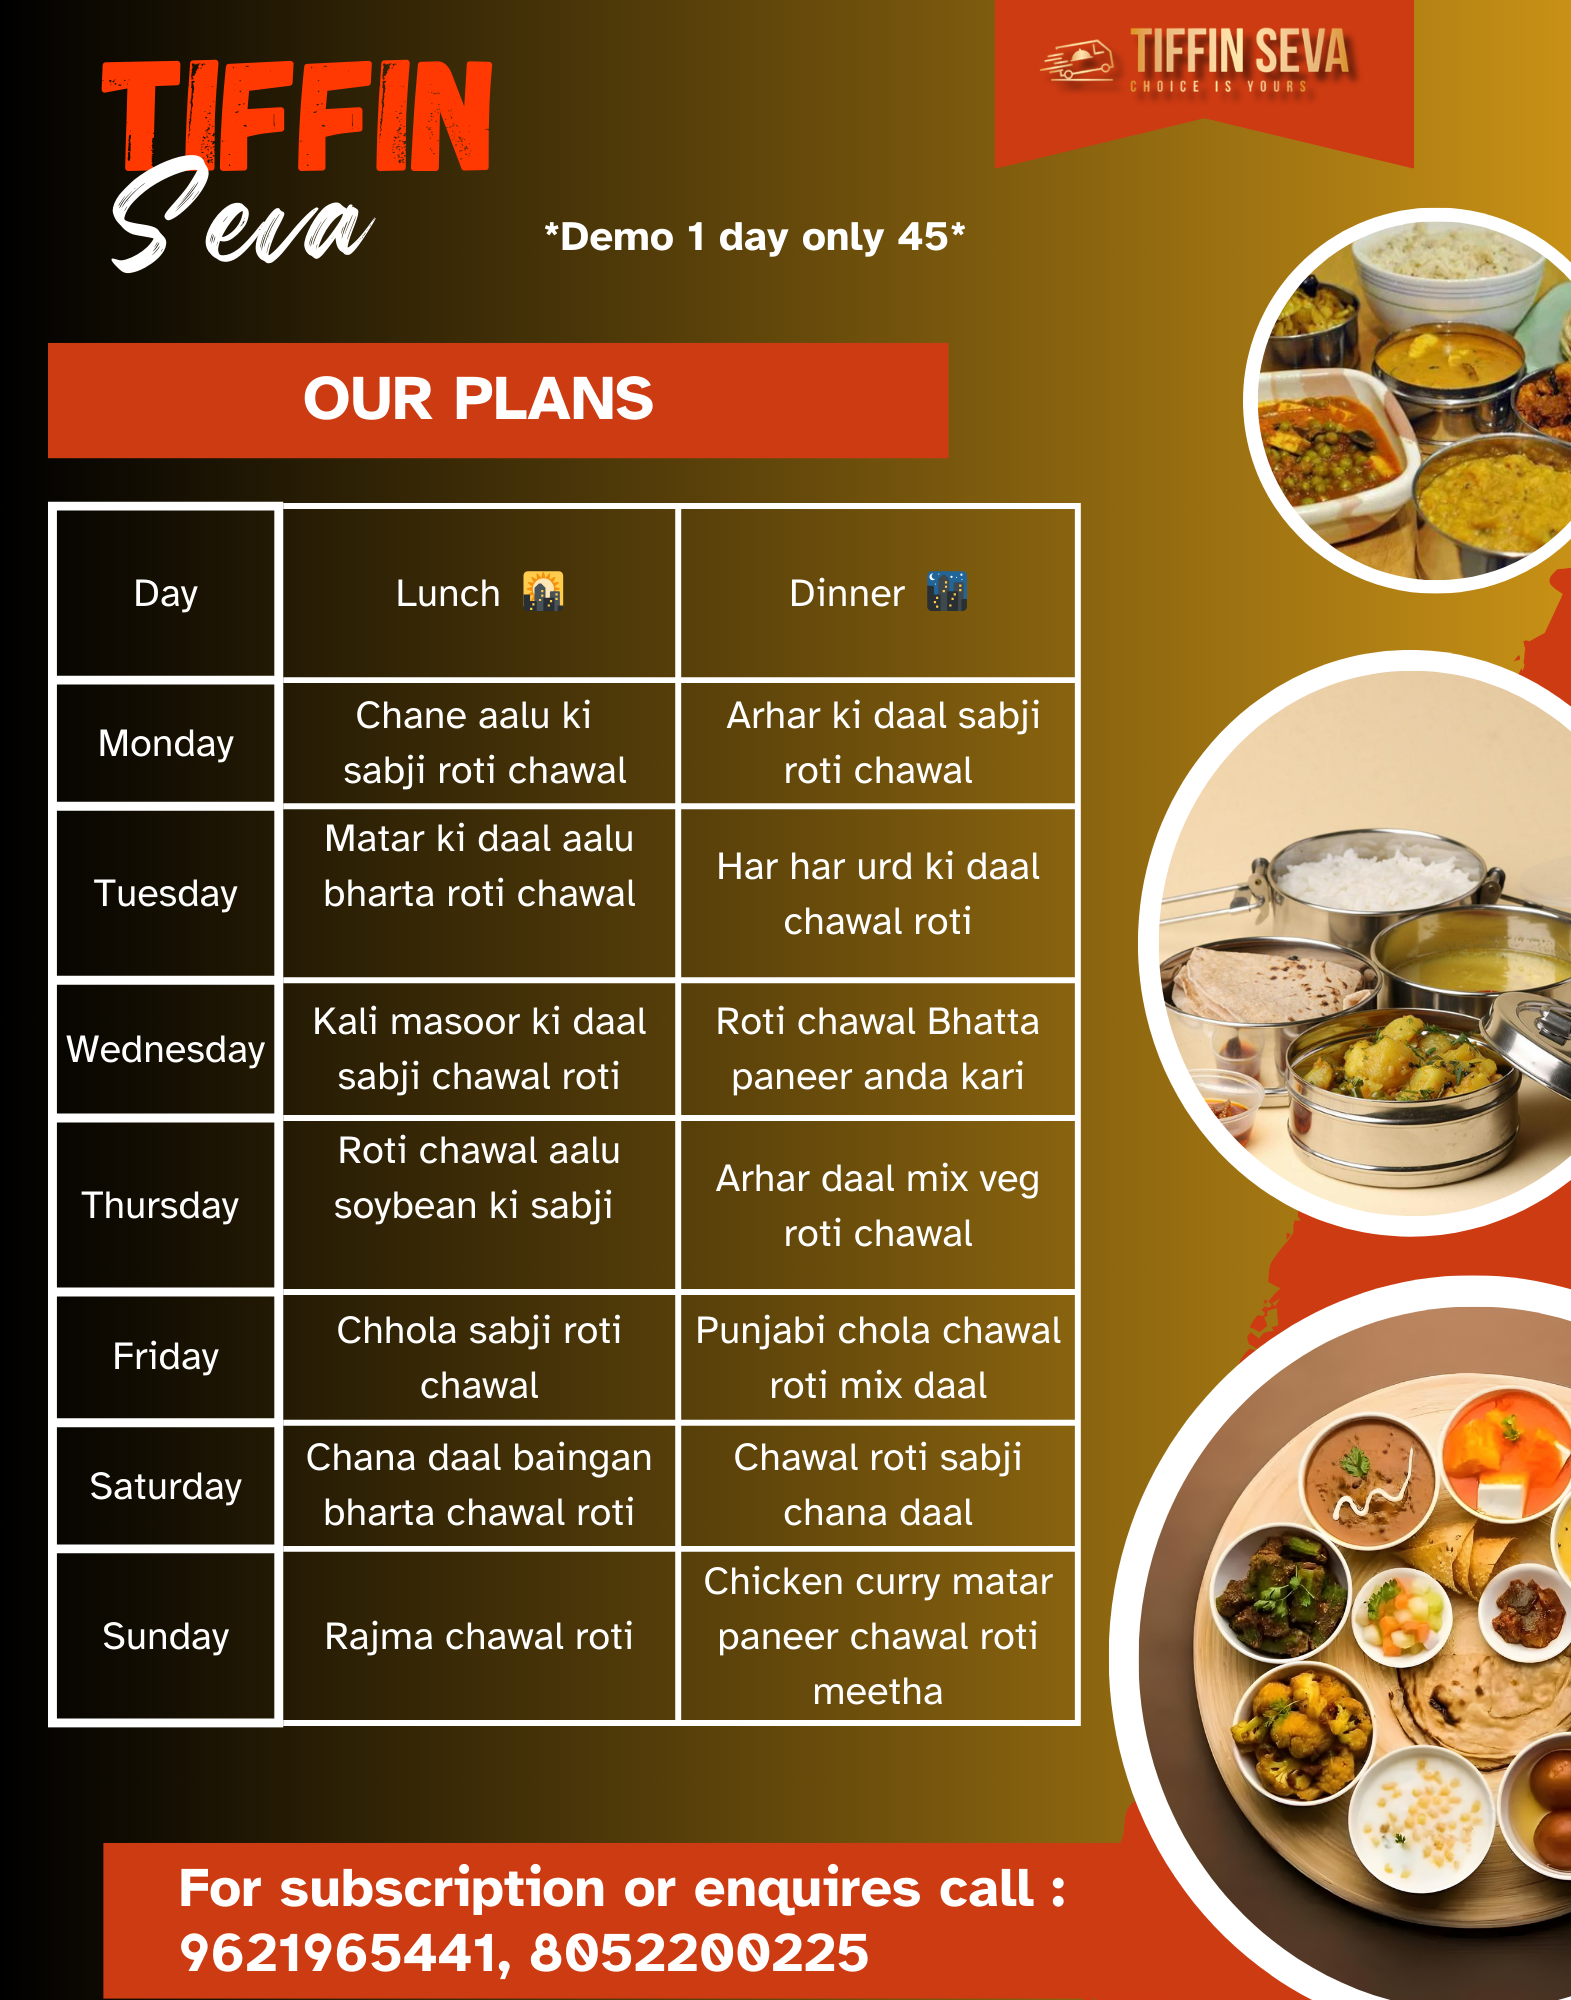 TIFFIN
Seva
TIFFIN SEVA
CHOICE IS YOURS
*Demo 1 day only 45*
OUR PLANS
Day
Lunch
Dinner
Monday
Chane aalu ki
sabji roti chawal
Arhar ki daal sabji
roti chawal
Tuesday
Matar ki daal aalu
bharta roti chawal
Har har urd ki daal
chawal roti
Wednesday
Kali masoor ki daal
sabji chawal roti
Roti chawal Bhatta
paneer anda kari
Thursday
Roti chawal aalu
soybean ki sabji
Arhar daal mix veg
roti chawal
Friday
Chhola sabji roti
chawal
Punjabi chola chawal
roti mix daal
Saturday
Chana daal baingan
bharta chawal roti
Chawal roti sabji
chana daal
Sunday
Rajma chawal roti
Chicken curry matar
paneer chawal roti
meetha
For subscription or enquires call :
9621965441, 8052200225